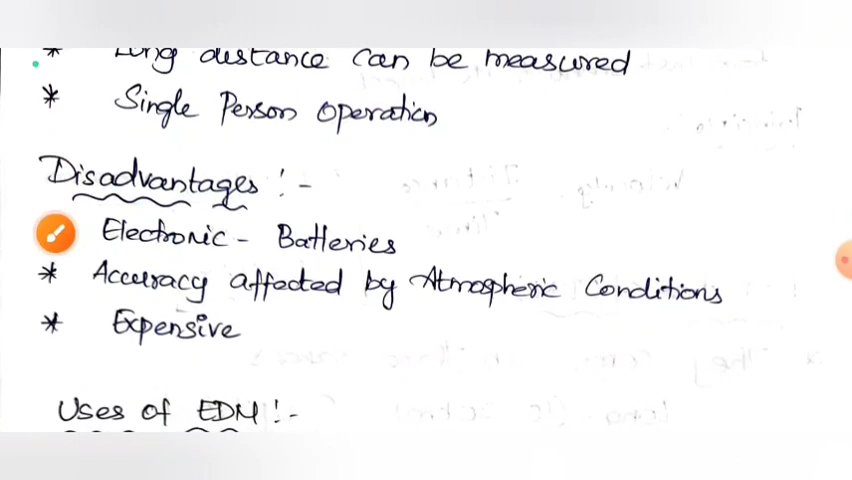 * Long distance can be measured
* Single Person Operation
Disadvantages :-
Electronic - Batteries
* Accuracy affected by Atmospheric Conditions
* Expensive
Uses of EDM :-